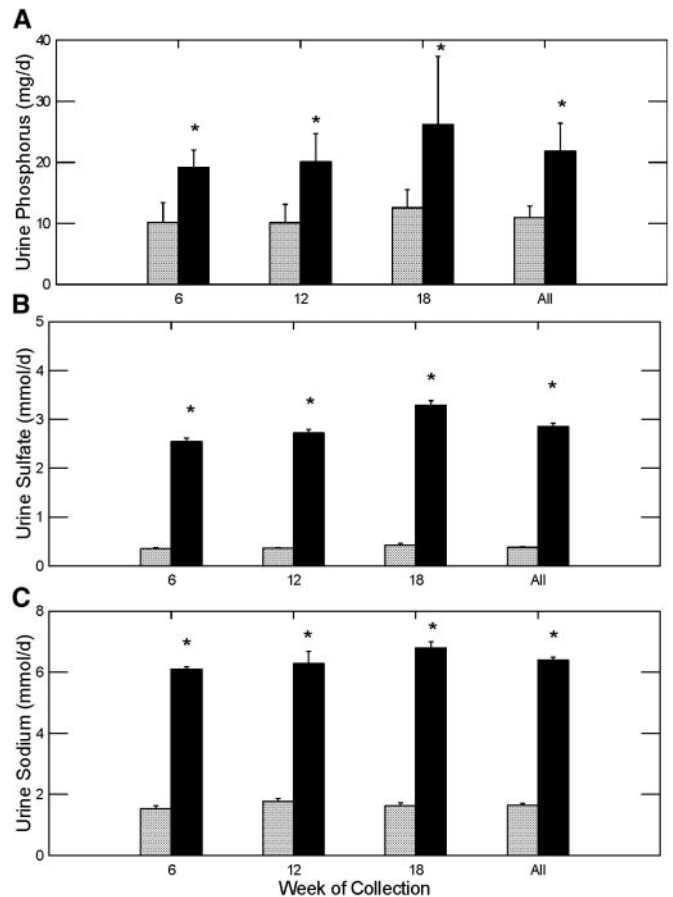 A
Urine Phosphorus (mg/d)
40
30
20
10
0
* * * *
6 12 18 All
B
Urine Sulfate (mmol/d)
5
4
3
2
1
0
* * * *
6 12 18 All
C
Urine Sodium (mmol/d)
8
6
4
2
0
* * * *
6 12 18 All
Week of Collection